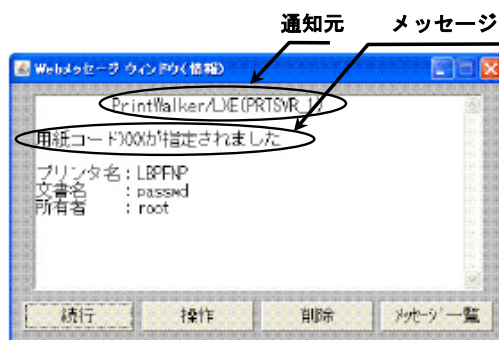 通知元 メッセージ
Webメッセージ ウィンドウ(情報)
PrintWalker/LXE(PRTSVR_1)
用紙コードXXXが指定されました
プリンタ名：LBPFNP
文書名 ：passwd
所有者 ：root
続行 操作 削除 メッセージ一覧